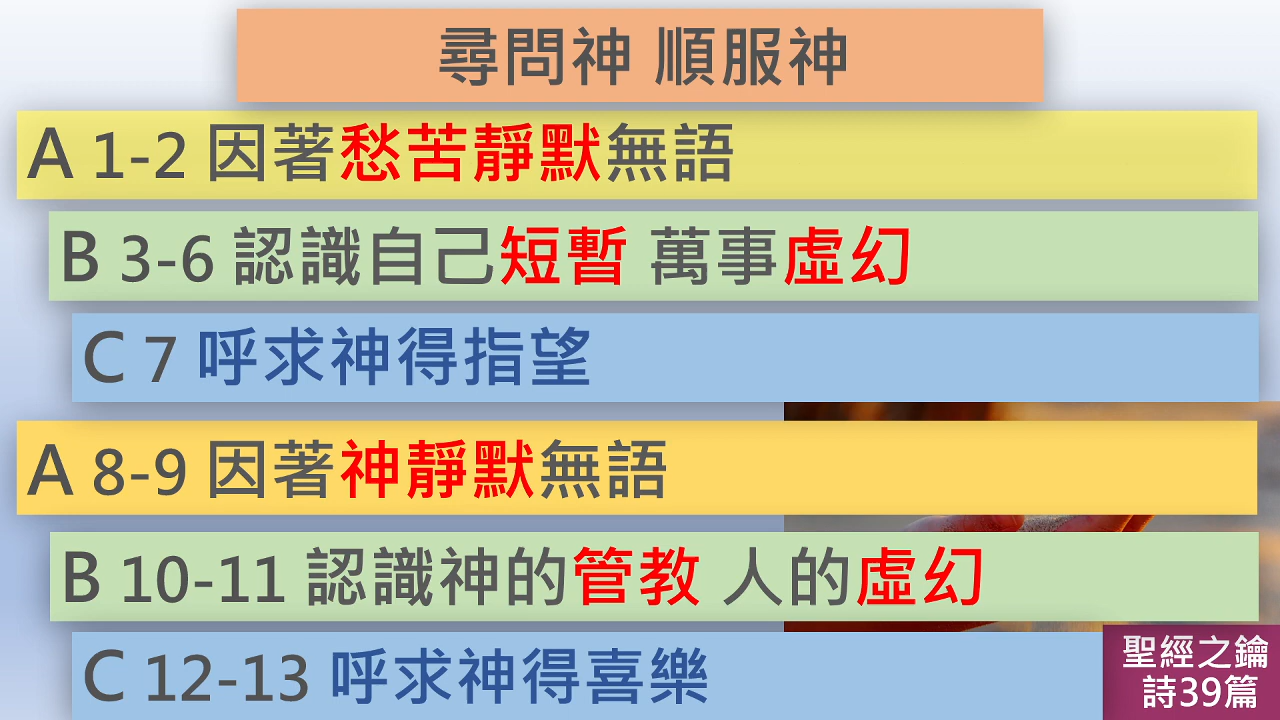 尋問神 順服神
A 1-2 因著愁苦靜默無語
B 3-6 認識自己短暫 萬事虛幻
C 7 呼求神得指望
A 8-9 因著神靜默無語
B 10-11 認識神的管教 人的虛幻
C 12-13 呼求神得喜樂
聖經之鑰
詩39篇